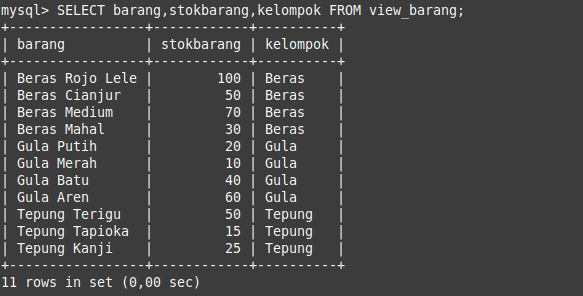 mysql> SELECT barang,stokbarang,kelompok FROM view_barang;
+-----------------+------------+----------+
| barang          | stokbarang | kelompok |
+-----------------+------------+----------+
| Beras Rojo Lele |        100 | Beras    |
| Beras Cianjur   |         50 | Beras    |
| Beras Medium    |         70 | Beras    |
| Beras Mahal     |         30 | Beras    |
| Gula Putih      |         20 | Gula     |
| Gula Merah      |         10 | Gula     |
| Gula Batu       |         40 | Gula     |
| Gula Aren       |         60 | Gula     |
| Tepung Terigu   |         50 | Tepung   |
| Tepung Tapioka  |         15 | Tepung   |
| Tepung Kanji    |         25 | Tepung   |
+-----------------+------------+----------+
11 rows in set (0,00 sec)